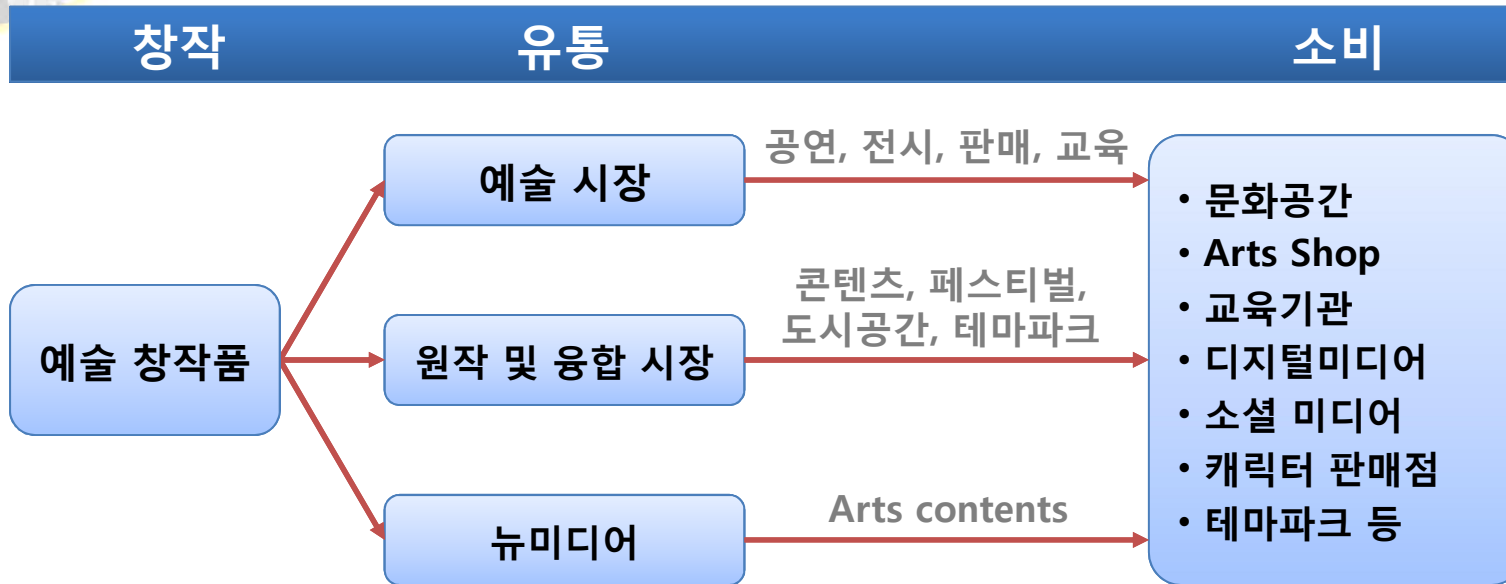 창작 유통 소비
공연, 전시, 판매, 교육
예술 시장
콘텐츠, 페스티벌,
도시공간, 테마파크
예술 창작품
원작 및 융합 시장
Arts contents
뉴미디어
• 문화공간
• Arts Shop
• 교육기관
• 디지털미디어
• 소셜 미디어
• 캐릭터 판매점
• 테마파크 등